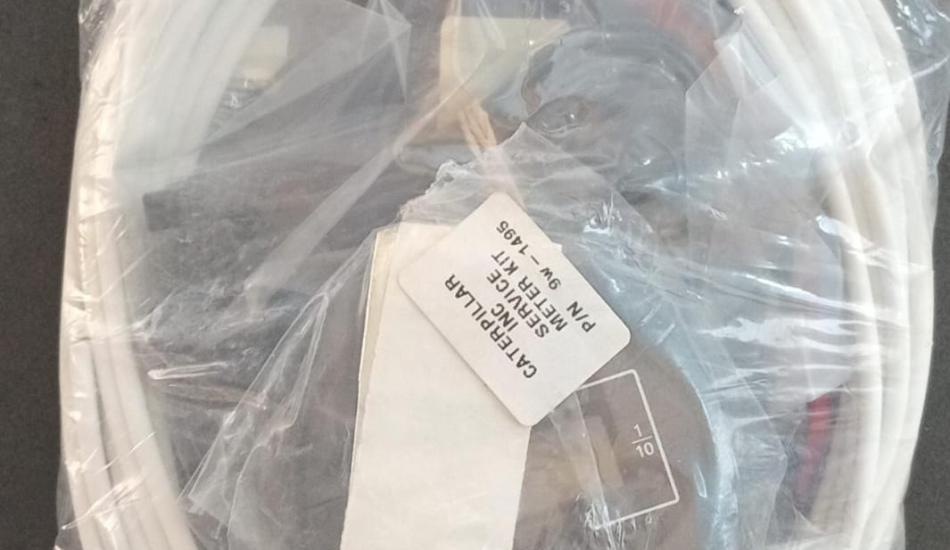 CATERPILLAR
INC
SERVICE
METER KIT
P/N 9W-1495
1
10